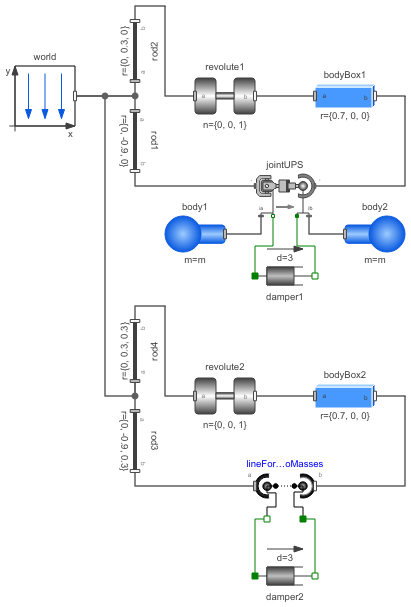 world
y
x
r={0, 0.3, 0}
b
a
rod2
revolute1
a
b
n={0, 0, 1}
bodyBox1
a
b
r={0.7, 0, 0}
r={0, -0.9, 0}
a
b
rod1
jointUPS
ia
ib
body1
m=m
body2
m=m
d=3
damper1
r={0, 0.3, 0.3}
b
a
rod4
revolute2
a
b
n={0, 0, 1}
bodyBox2
a
b
r={0.7, 0, 0}
r={0, -0.9, 0.3}
a
b
rod3
lineFor...oMasses
a
b
d=3
damper2